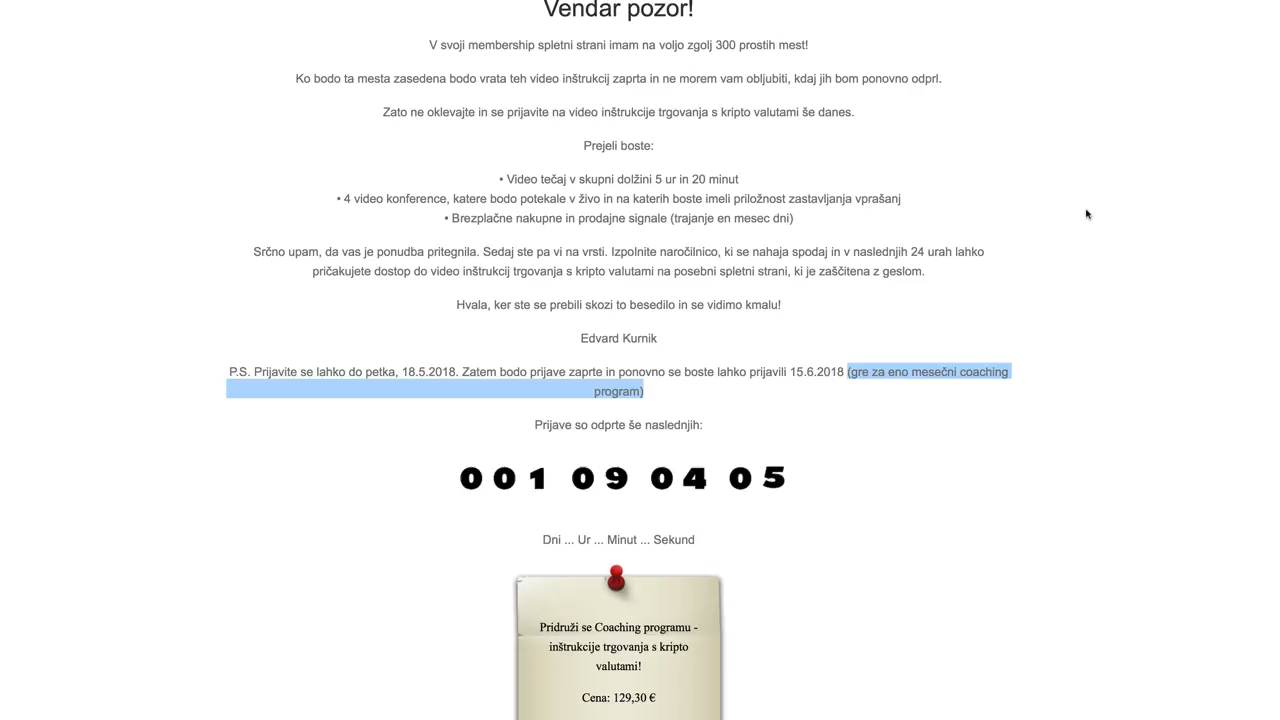 Vendar pozor!
V svoji membership spletni strani imam na voljo zgolj 300 prostih mest!
Ko bodo ta mesta zasedena bodo vrata teh video inštrukcij zaprta in ne morem vam obljubiti, kdaj jih bom ponovno odprl.
Zato ne oklevajte in se prijavite na video inštrukcije trgovanja s kripto valutami še danes.
Prejeli boste:
• Video tečaj v skupni dolžini 5 ur in 20 minut
• 4 video konference, katere bodo potekale v živo in na katerih boste imeli priložnost zastavljanja vprašanj
• Brezplačne nakupne in prodajne signale (trajanje en mesec dni)
Srčno upam, da vas je ponudba pritegnila. Sedaj ste pa vi na vrsti. Izpolnite naročilnico, ki se nahaja spodaj in v naslednjih 24 urah lahko
pričakujete dostop do video inštrukcij trgovanja s kripto valutami na posebni spletni strani, ki je zaščitena z geslom.
Hvala, ker ste se prebili skozi to besedilo in se vidimo kmalu!
Edvard Kurnik
P.S. Prijavite se lahko do petka, 18.5.2018. Zatem bodo prijave zaprte in ponovno se boste lahko prijavili 15.6.2018 (gre za eno mesečni coaching
program)
Prijave so odprte še naslednjih:
001 09 04 05
Dni ... Ur ... Minut ... Sekund
Pridruži se Coaching programu -
inštrukcije trgovanja s kripto
valutami!
Cena: 129,30 €